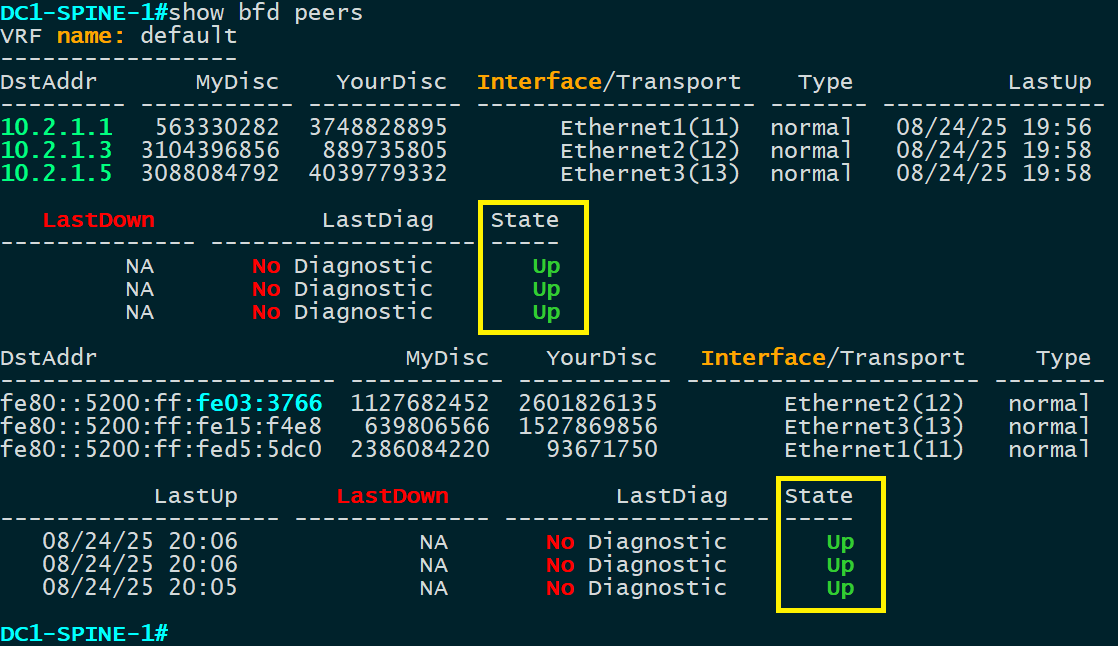 DC1-SPINE-1#show bfd peers
VRF name: default
-----------------
DstAddr       MyDisc    YourDisc  Interface/Transport    Type          LastUp
--------- ----------- ----------- -------------------- ------- ----------------
10.2.1.1   563330282  3748828895        Ethernet1(11)  normal   08/24/25 19:56
10.2.1.3  3104396856   889735805        Ethernet2(12)  normal   08/24/25 19:58
10.2.1.5  3088084792  4039779332        Ethernet3(13)  normal   08/24/25 19:58
   LastDown            LastDiag    State
-------------- ------------------- -----
         NA       No Diagnostic       Up
         NA       No Diagnostic       Up
         NA       No Diagnostic       Up
DstAddr                      MyDisc    YourDisc   Interface/Transport     Type
------------------------ ----------- ----------- --------------------- --------
fe80::5200:ff:fe03:3766  1127682452  2601826135         Ethernet2(12)   normal
fe80::5200:ff:fe15:f4e8   639806566  1527869856         Ethernet3(13)   normal
fe80::5200:ff:fed5:5dc0  2386084220    93671750         Ethernet1(11)   normal
           LastUp       LastDown            LastDiag    State
-------------------- -------------- ------------------- -----
   08/24/25 20:06             NA       No Diagnostic       Up
   08/24/25 20:06             NA       No Diagnostic       Up
   08/24/25 20:05             NA       No Diagnostic       Up
DC1-SPINE-1#